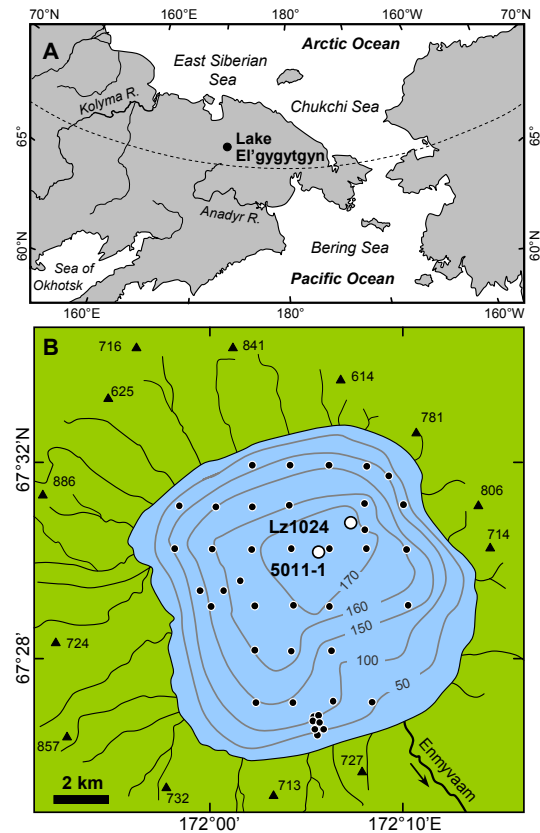 70°N 160°E 180° 160°W 70°N
A
Arctic Ocean
East Siberian
Sea
Kolyma R.
Chukchi Sea
65°
65°
Lake
El'gygytgyn
Anadyr R.
60°N
60°N
Bering Sea
Sea of
Okhotsk
Pacific Ocean
160°E 180° 160°W
B
716
841
625
614
781
67°32'N
886
806
Lz1024
714
5011-1
170
160
150
724
67°28'
100
50
857
Enmyvaam
727
2 km
732
713
172°00' 172°10'E